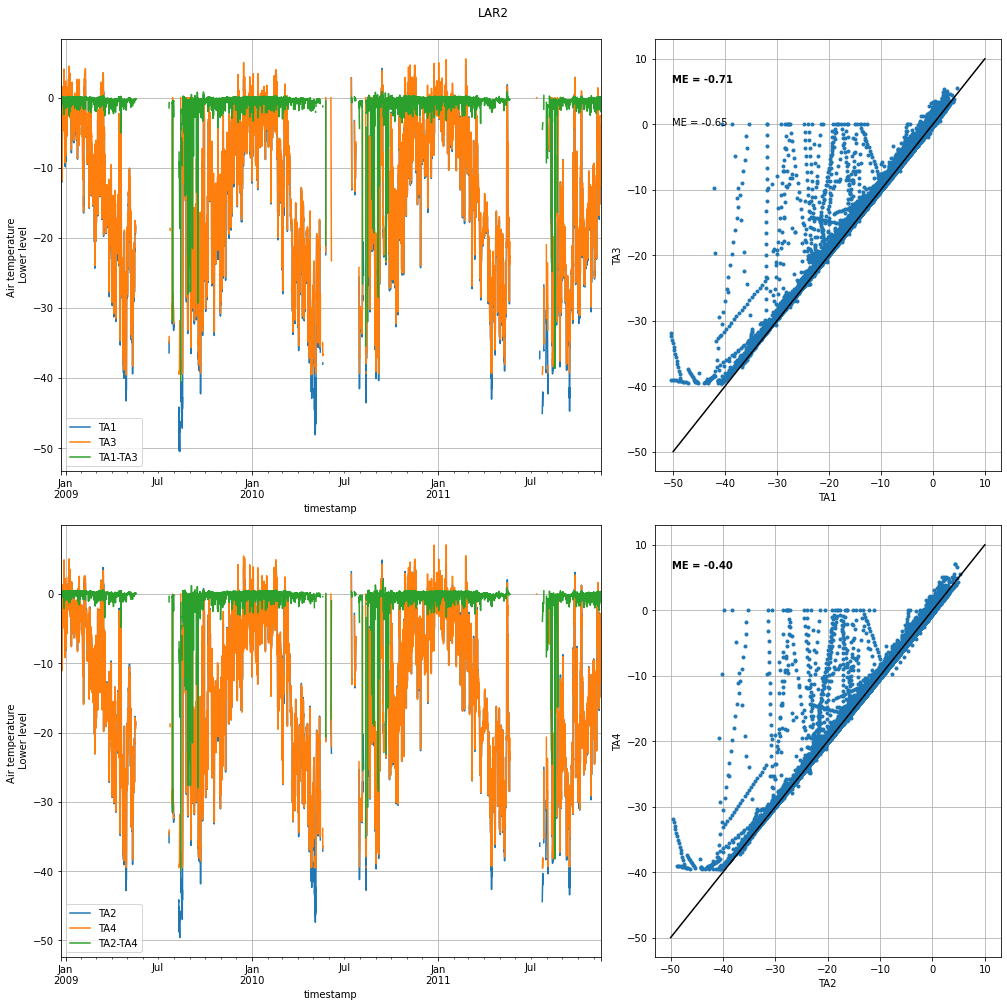 LAR2
0
−10
−20
−30
−40
−50
Air temperature
Lower level
TA1
TA3
TA1-TA3
Jan
2009
Jul
Jan
2010
Jul
Jan
2011
Jul
timestamp
10
0
−10
−20
−30
−40
−50
TA3
ME = -0.71
ME = -0.65
−50
−40
−30
−20
−10
0
10
TA1
0
−10
−20
−30
−40
−50
Air temperature
Lower level
TA2
TA4
TA2-TA4
Jan
2009
Jul
Jan
2010
Jul
Jan
2011
Jul
timestamp
10
0
−10
−20
−30
−40
−50
TA4
ME = -0.40
−50
−40
−30
−20
−10
0
10
TA2